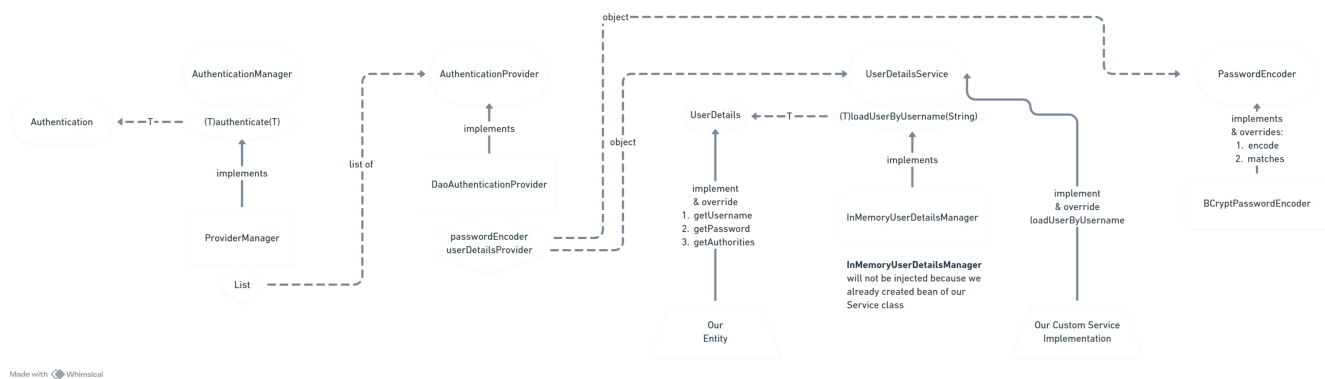 object
AuthenticationManager
AuthenticationProvider
UserDetailsService
PasswordEncoder
Authentication
T
(T)authenticate(T)
UserDetails
T
(T)loadUserByUsername(String)
implements
implements
& overrides:
1. encode
2. matches
object
list of
implements
implements
DaoAuthenticationProvider
implement
& override
1. getUsername
2. getPassword
3. getAuthorities
implement
& override
loadUserByUsername
BCryptPasswordEncoder
InMemoryUserDetailsManager
ProviderManager
passwordEncoder
userDetailsProvider
InMemoryUserDetailsManager
will not be injected because we
already created bean of our
Service class
List
Our
Entity
Our Custom Service
Implementation
Made with Whimsical